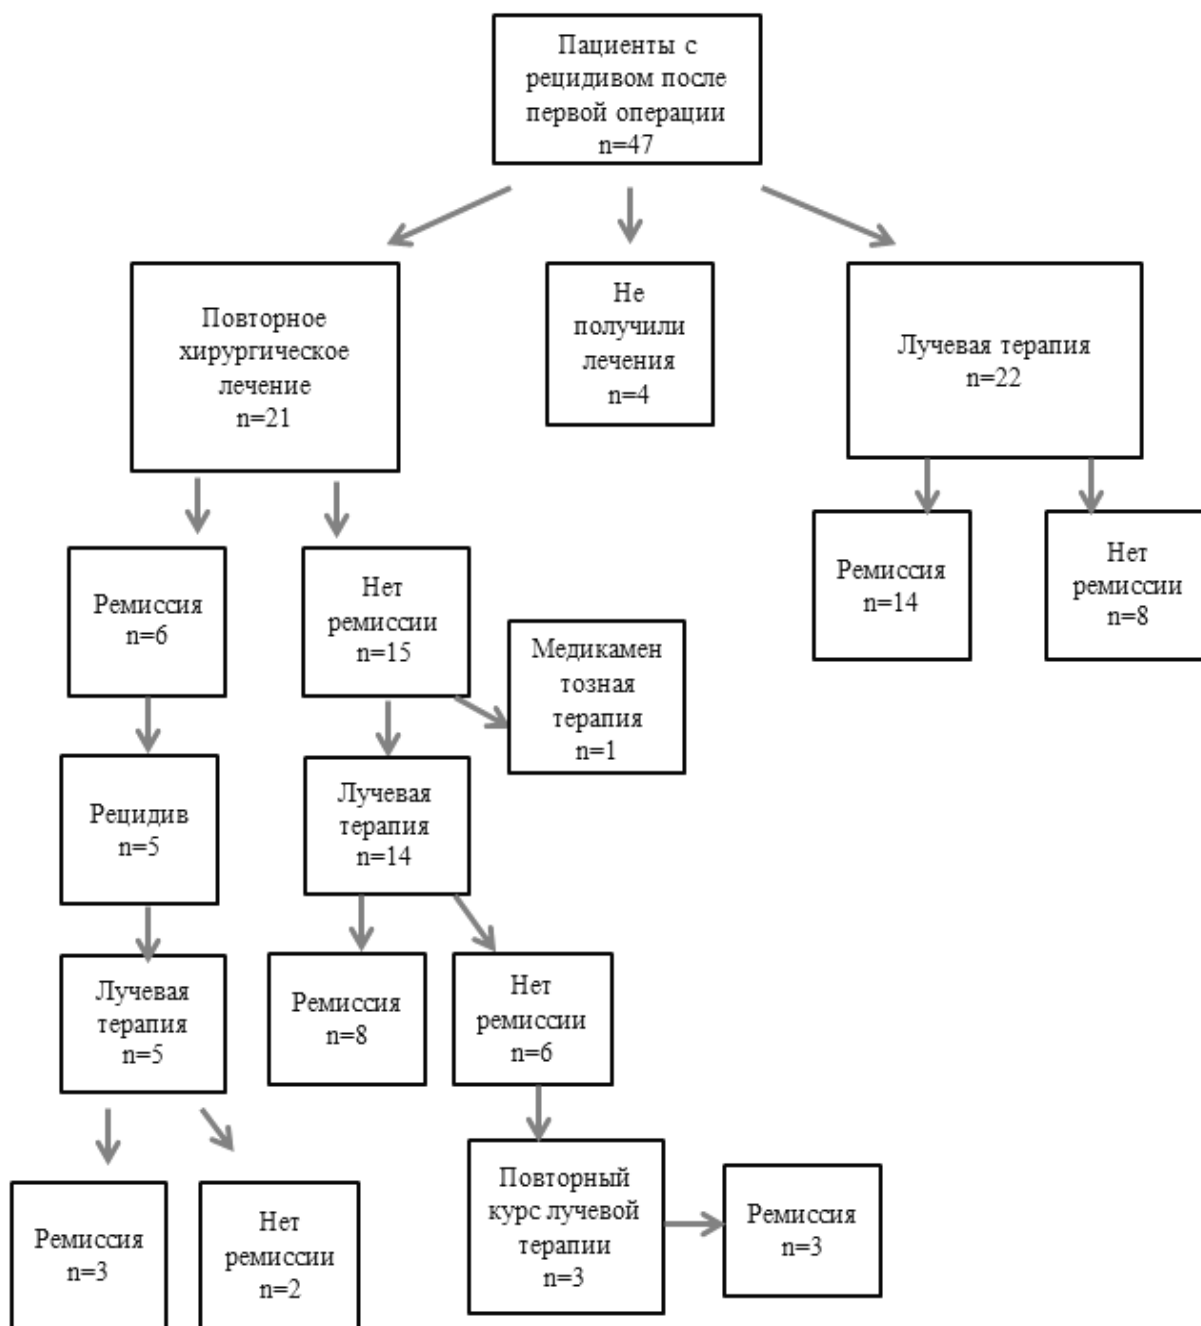 Пациенты с
рецидивом после
первой операции
n=47
Повторное
хирургическое
лечение
n=21
Не
получили
лечения
n=4
Лучевая терапия
n=22
Ремиссия
n=6
Нет
ремиссии
n=15
Медикамен
тозная
терапия
n=1
Ремиссия
n=14
Нет
ремиссии
n=8
Рецидив
n=5
Лучевая
терапия
n=14
Лучевая
терапия
n=5
Ремиссия
n=8
Нет
ремиссии
n=6
Ремиссия
n=3
Нет
ремиссии
n=2
Повторный
курс лучевой
терапии
n=3
Ремиссия
n=3